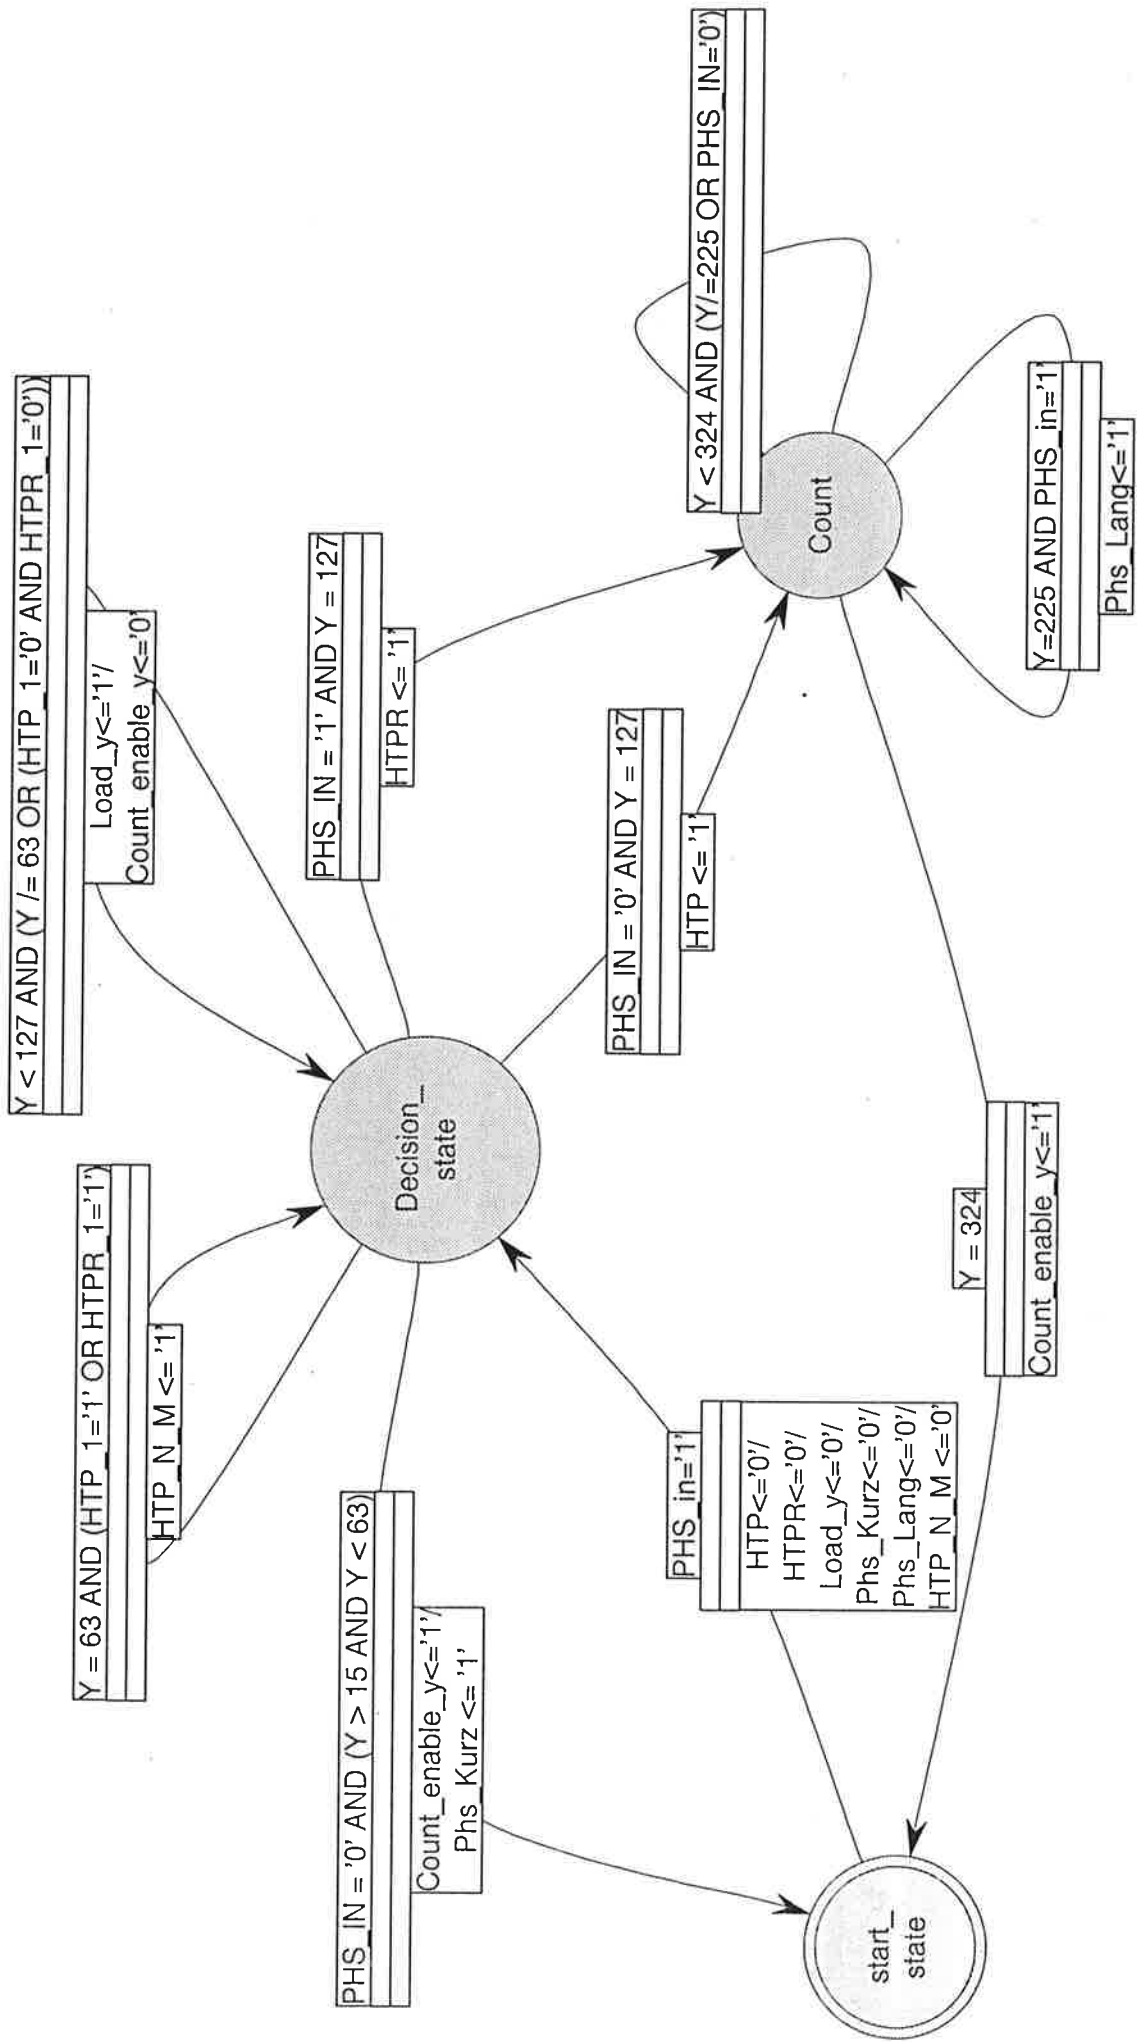 Y = 63 AND (HTP_1='1' OR HTPR_1='1')
HTP_N_M <= '1'
Y < 127 AND (Y /= 63 OR (HTP_1='0' AND HTPR_1='0'))
Load_y<='1'/
Count_enable_y<='0'
PHS_IN = '0' AND (Y > 15 AND Y < 63)
Count_enable_y<='1'/
Phs_Kurz <= '1'
Decision_
state
PHS_IN = '1' AND Y = 127
HTPR <= '1'
PHS_IN = '0' AND Y = 127
HTP <= '1'
Y < 324 AND (Y/=225 OR PHS_IN='0')
Count
PHS_in='1'
HTP<='0'/
HTPR<='0'/
Load_y<='0'/
Phs_Kurz<='0'/
Phs_Lang<='0'/
HTP_N_M <='0'
start_
state
Y = 324
Count_enable_y<='1'
Y=225 AND PHS_in='1'
Phs_Lang<='1'